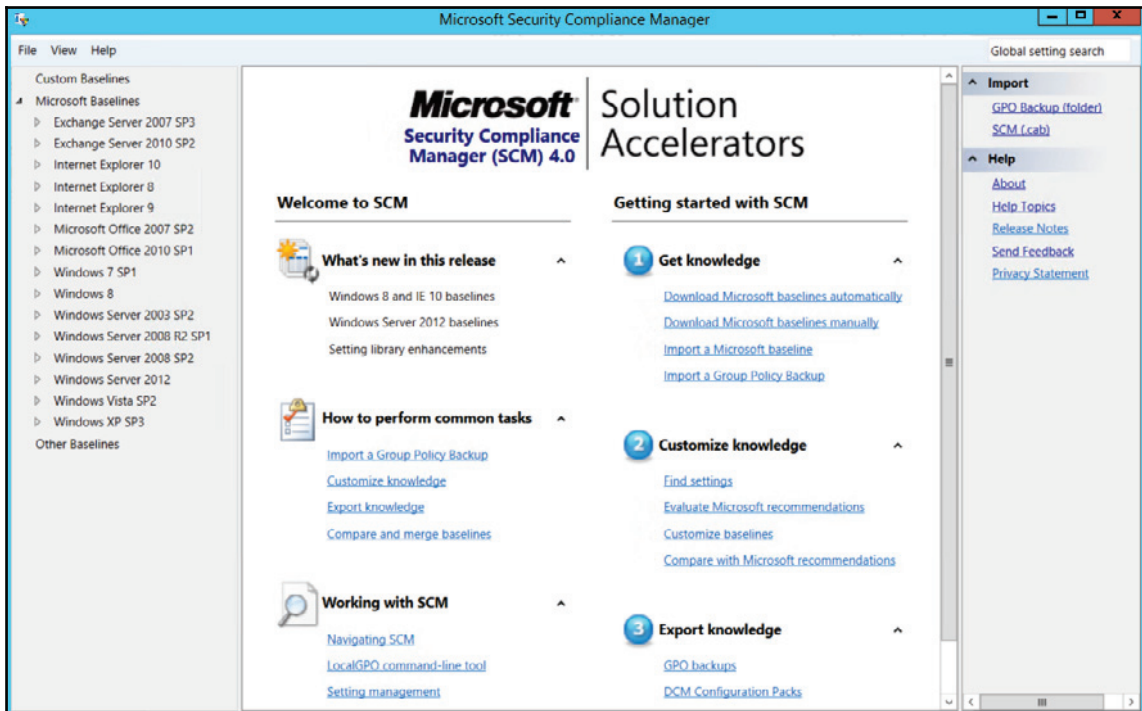 Microsoft Security Compliance Manager
File View Help
Global setting search
Custom Baselines
Microsoft Baselines
Exchange Server 2007 SP3
Exchange Server 2010 SP2
Internet Explorer 10
Internet Explorer 8
Internet Explorer 9
Microsoft Office 2007 SP2
Microsoft Office 2010 SP1
Windows 7 SP1
Windows 8
Windows Server 2003 SP2
Windows Server 2008 R2 SP1
Windows Server 2008 SP2
Windows Server 2012
Windows Vista SP2
Windows XP SP3
Other Baselines
Microsoft
Security Compliance
Manager (SCM) 4.0
Solution
Accelerators
Welcome to SCM
What's new in this release
Windows 8 and IE 10 baselines
Windows Server 2012 baselines
Setting library enhancements
How to perform common tasks
Import a Group Policy Backup
Customize knowledge
Export knowledge
Compare and merge baselines
Working with SCM
Navigating SCM
LocalGPO command-line tool
Setting management
Getting started with SCM
1 Get knowledge
Download Microsoft baselines automatically
Download Microsoft baselines manually
Import a Microsoft baseline
Import a Group Policy Backup
2 Customize knowledge
Find settings
Evaluate Microsoft recommendations
Customize baselines
Compare with Microsoft recommendations
3 Export knowledge
GPO backups
DCM Configuration Packs
Import
GPO Backup (folder)
SCM (.cab)
Help
About
Help Topics
Release Notes
Send Feedback
Privacy Statement